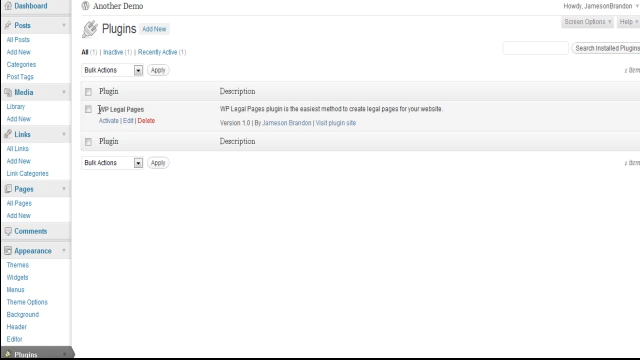 Dashboard
Another Demo
Howdy, JamesonBrandon
Screen Options
Help
Posts
All Posts
Add New
Categories
Post Tags
Media
Library
Add New
Links
All Links
Add New
Link Categories
Pages
All Pages
Add New
Comments
Appearance
Themes
Widgets
Menus
Theme Options
Background
Header
Editor
Plugins
Plugins Add New
All (1) | Inactive (1) | Recently Active (1)
Search Installed Plugins
Bulk Actions Apply
1 item
Plugin Description
WP Legal Pages WP Legal Pages plugin is the easiest method to create legal pages for your website.
Activate | Edit | Delete Version 1.0 | By Jameson Brandon | Visit plugin site
Plugin Description
Bulk Actions Apply
1 item